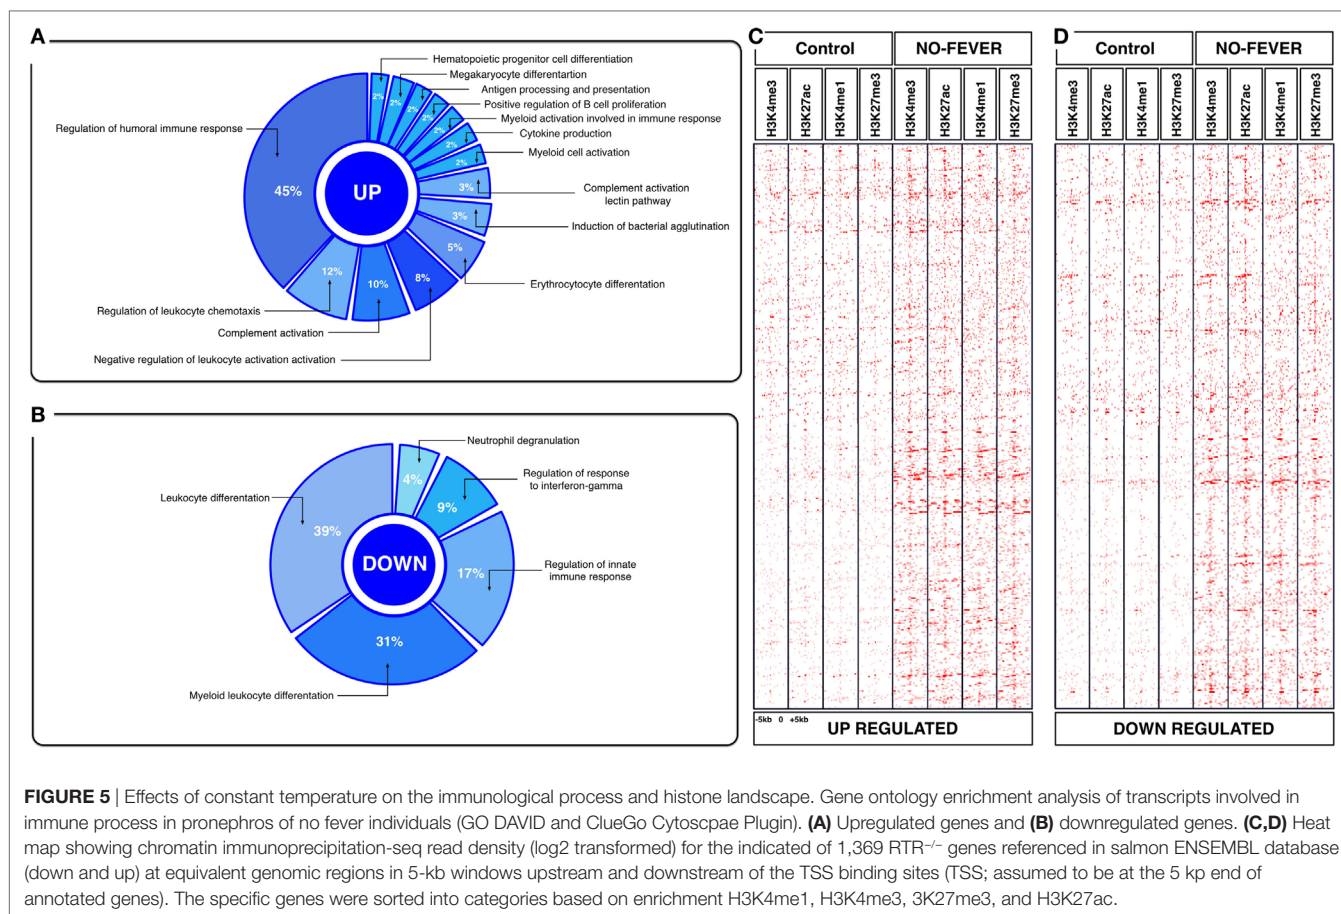 A
Hematopoietic progenitor cell differentiation
Megakaryocyte differentartion
Antigen processing and presentation
Positive regulation of B cell proliferation
Myeloid activation involved in immune response
Cytokine production
Myeloid cell activation
Complement activation
lectin pathway
Induction of bacterial agglutination
Erythrocytocyte differentation
Regulation of humoral immune response
Regulation of leukocyte chemotaxis
Complement activation
Negative regulation of leukocyte activation activation
2%
2%
2%
2%
2%
2%
2%
3%
3%
5%
8%
10%
12%
45%
UP
B
Neutrophil degranulation
Regulation of response
to interferon-gamma
Leukocyte differentation
Regulation of innate
immune response
Myeloid leukocyte differentation
4%
9%
17%
31%
39%
DOWN
C
Control
NO-FEVER
H3K4me3
H3K27ac
H3K4me1
H3K27me3
H3K4me3
H3K27ac
H3K4me1
H3K27me3
-5kb 0 +5kb
UP REGULATED
D
Control
NO-FEVER
H3K4me3
H3K27ac
H3K4me1
H3K27me3
H3K4me3
H3K27ac
H3K4me1
H3K27me3
DOWN REGULATED
FIGURE 5 | Effects of constant temperature on the immunological process and histone landscape. Gene ontology enrichment analysis of transcripts involved in
immune process in pronephros of no fever individuals (GO DAVID and ClueGo Cytoscpae Plugin). (A) Upregulated genes and (B) downregulated genes. (C,D) Heat
map showing chromatin immunoprecipitation-seq read density (log2 transformed) for the indicated of 1,369 RTR−/− genes referenced in salmon ENSEMBL database
(down and up) at equivalent genomic regions in 5-kb windows upstream and downstream of the TSS binding sites (TSS; assumed to be at the 5 kp end of
annotated genes). The specific genes were sorted into categories based on enrichment H3K4me1, H3K4me3, 3K27me3, and H3K27ac.